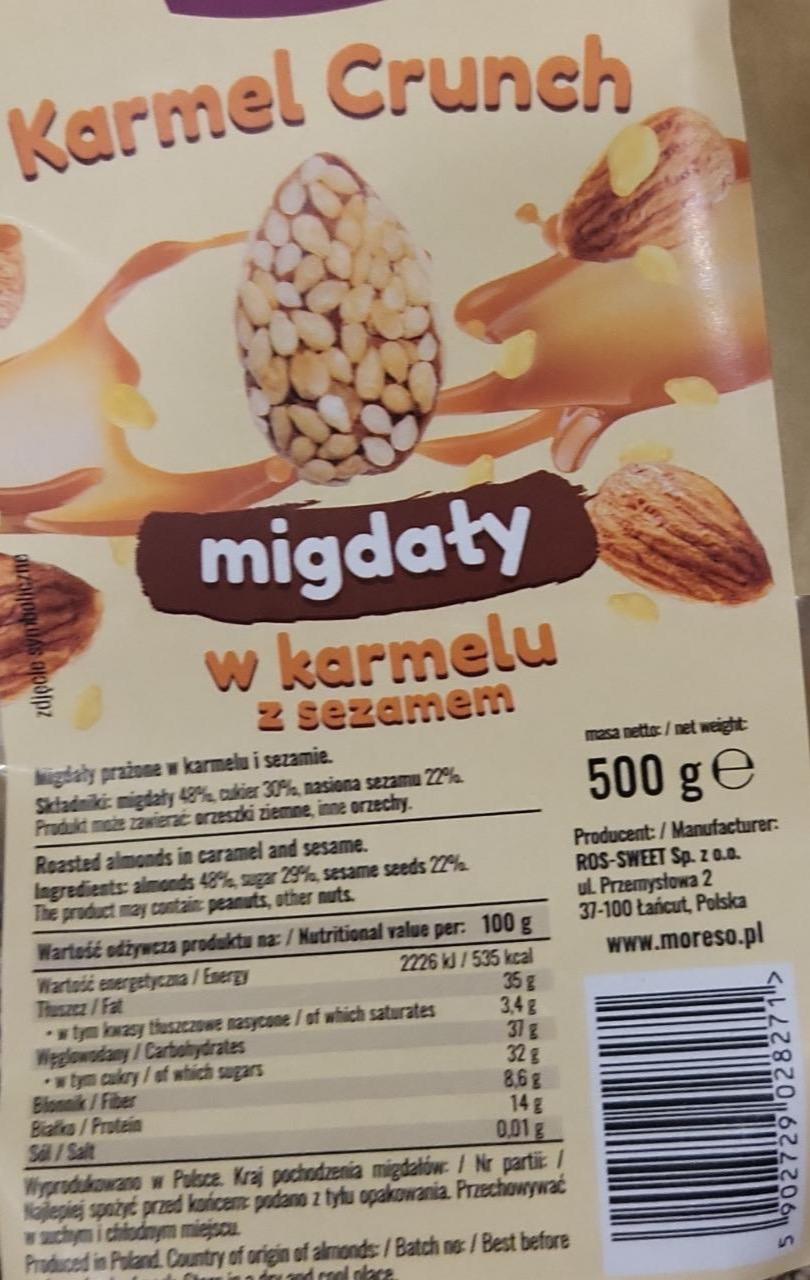 Karmel Crunch
migdały
w karmelu
z sezamem
zdjęcie symboliczne
Migdały prażone w karmelu i sezamie.
Składniki: migdały 48%, cukier 30%, nasiona sezamu 22%.
Produkt może zawierać: orzeszki ziemne, inne orzechy.
Roasted almonds in caramel and sesame.
Ingredients: almonds 48%, sugar 29%, sesame seeds 22%.
The product may contain: peanuts, other nuts.
Wartość odżywcza produktu na: / Nutritional value per: 100 g
Wartość energetyczna / Energy 2226 kJ / 535 kcal
Tłuszcz / Fat 35 g
• w tym kwasy tłuszczowe nasycone / of which saturates 3,4 g
Węglowodany / Carbohydrates 37 g
• w tym cukry / of which sugars 32 g
Błonnik / Fiber 8,6 g
Białko / Protein 14 g
Sól / Salt 0,01 g
Wyprodukowano w Polsce. Kraj pochodzenia migdałów: / Nr partii: /
Najlepiej spożyć przed końcem: podano z tyłu opakowania. Przechowywać
w suchym i chłodnym miejscu.
Produced in Poland. Country of origin of almonds: / Batch no: / Best before
Store in a dry and cool place.
masa netto: / net weight:
500 g e
Producent: / Manufacturer:
ROS-SWEET Sp. z o.o.
ul. Przemysłowa 2
37-100 Łańcut, Polska
www.moreso.pl
5 902729 028271 >